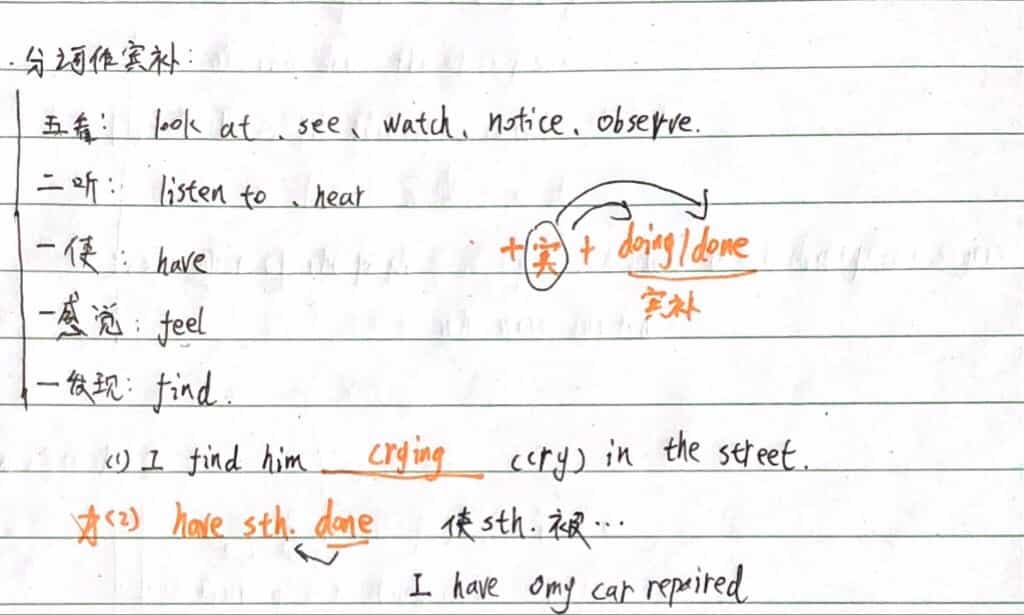 ·分词作宾补:
五看: look at、see、watch、notice、observe.
二听: listen to、hear
一使: have
+宾+ doing/done
宾补
一感觉: feel
一发现: find.
(1) I find him crying (cry) in the street.
(2) have sth. done 使sth.被…
I have my car repaired